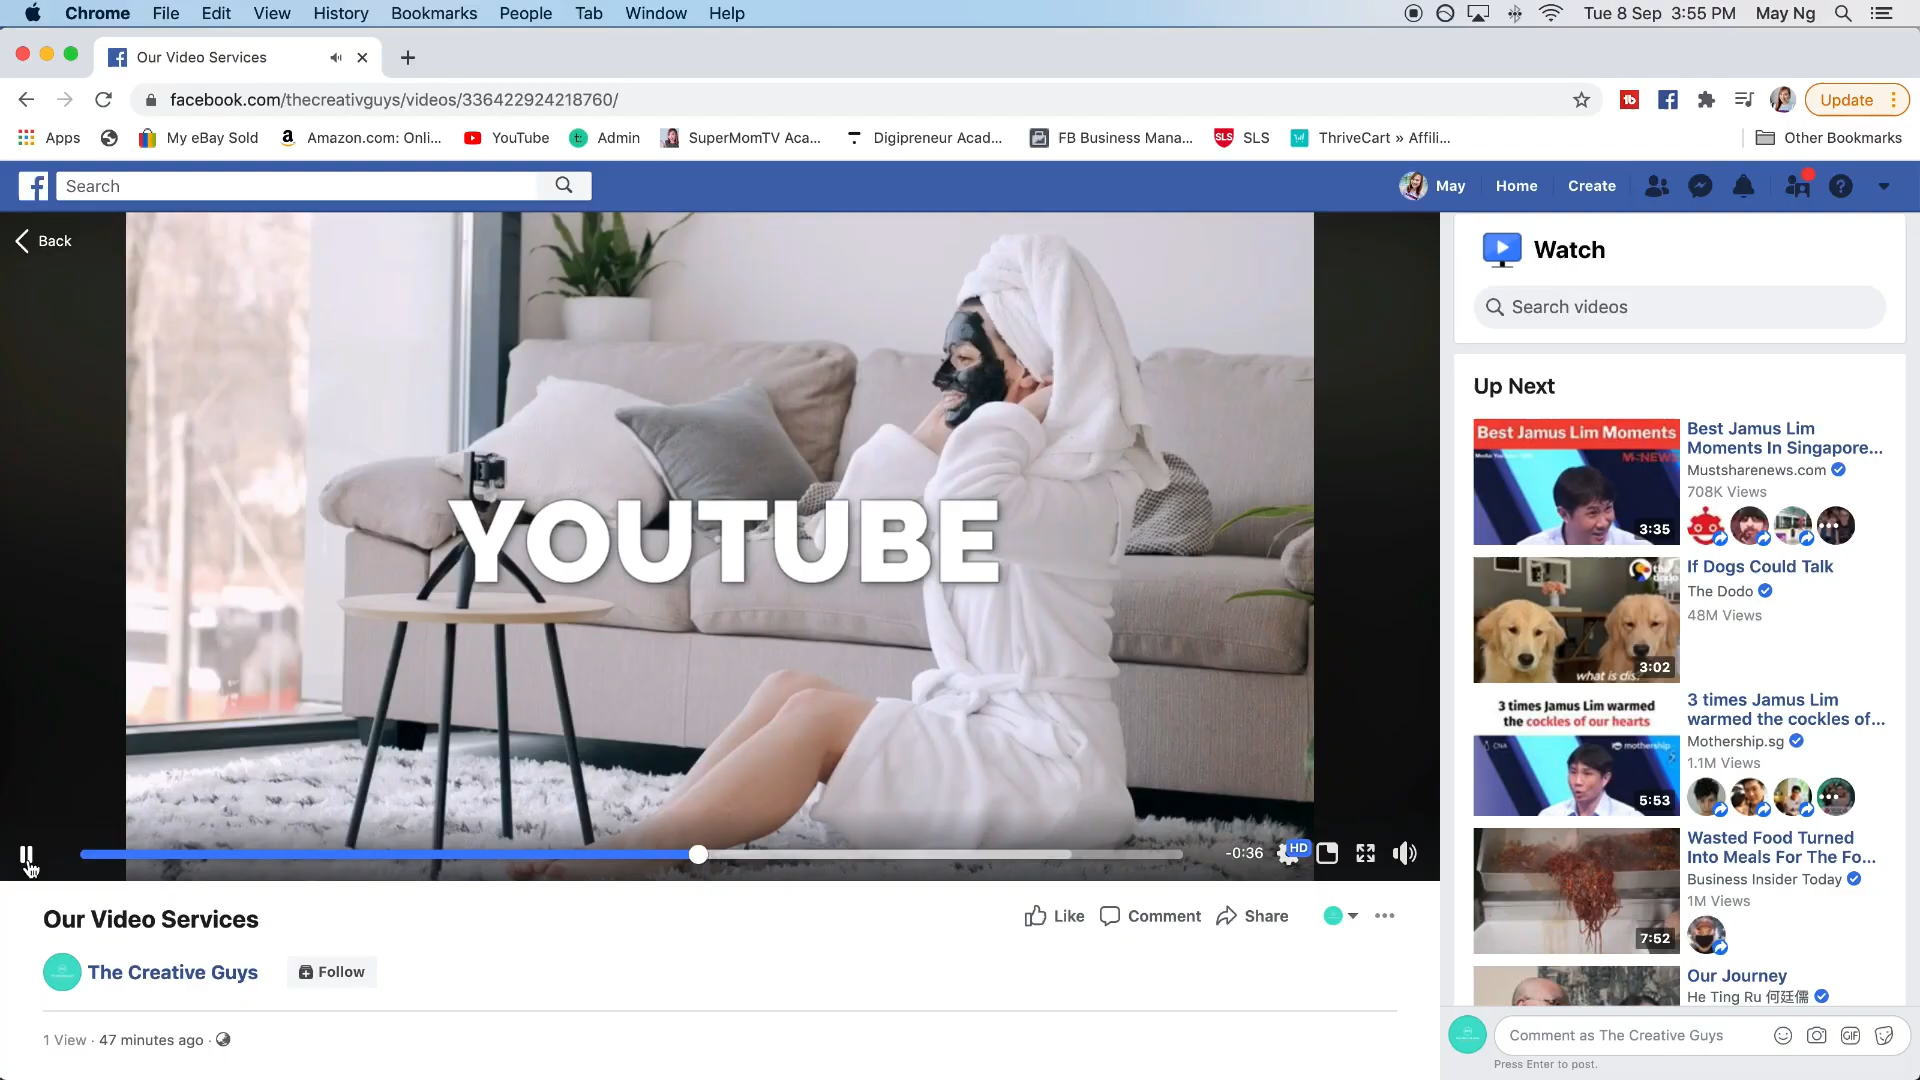 Chrome File Edit View History Bookmarks People Tab Window Help
Tue 8 Sep 3:55 PM May Ng
Our Video Services
facebook.com/thecreativguys/videos/336422924218760/
Update
Apps My eBay Sold Amazon.com: Onli... YouTube Admin SuperMomTV Aca... Digipreneur Acad... FB Business Mana... SLS SLS ThriveCart » Affili... Other Bookmarks
Search
May Home Create
Back
YOUTUBE
-0:36 HD
Our Video Services
Like Comment Share
The Creative Guys Follow
1 View · 47 minutes ago ·
Watch
Search videos
Up Next
Best Jamus Lim Moments
M=NEWS
3:35
Best Jamus Lim
Moments In Singapore...
Mustsharenews.com
708K Views
what is dis.
3:02
If Dogs Could Talk
The Dodo
48M Views
3 times Jamus Lim warmed
the cockles of our hearts
CNA mothership
5:53
3 times Jamus Lim
warmed the cockles of...
Mothership.sg
1.1M Views
7:52
Wasted Food Turned
Into Meals For The Fo...
Business Insider Today
1M Views
Our Journey
He Ting Ru 何廷儒
Comment as The Creative Guys
GIF
Press Enter to post.